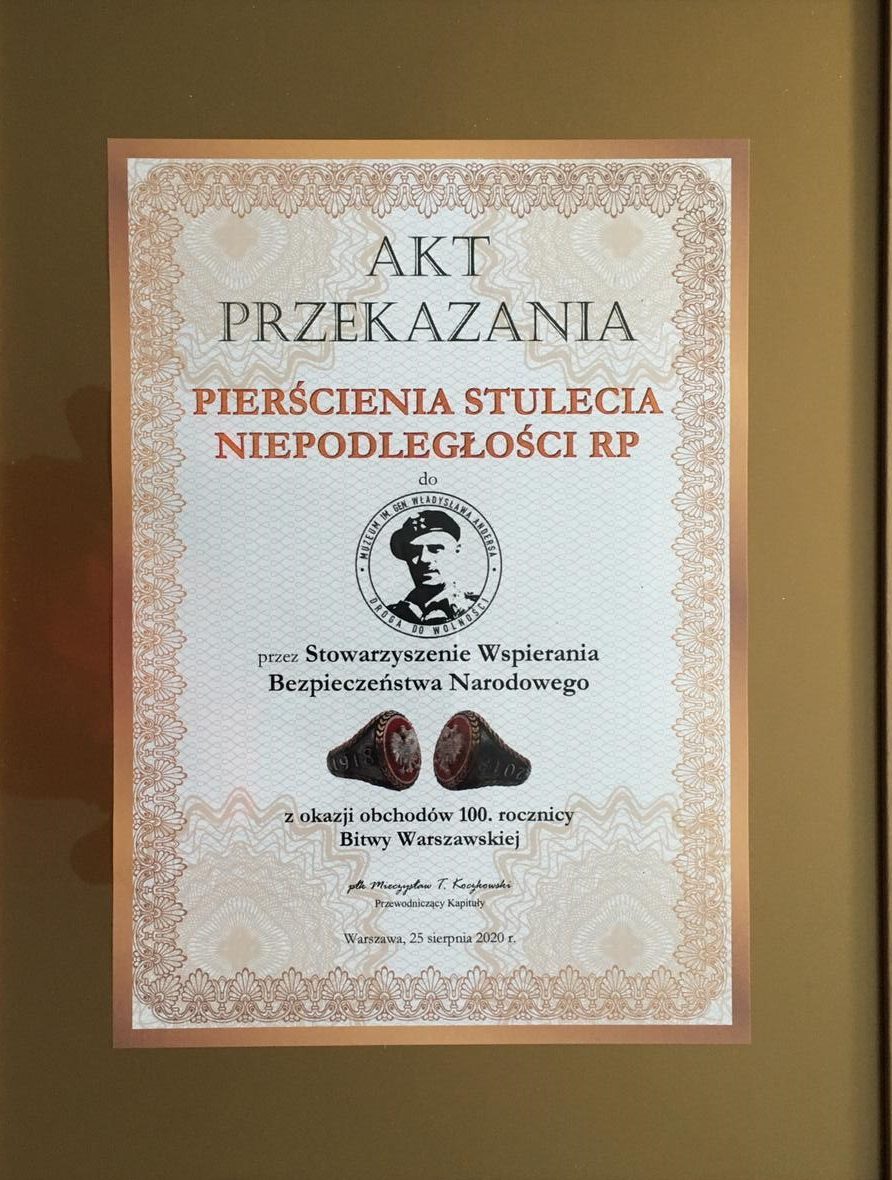 AKT
PRZEKAZANIA
PIERŚCIENIA STULECIA
NIEPODLEGŁOŚCI RP
do
MUZEUM IM. GEN. WŁADYSŁAWA ANDERSA
DROGA DO WOLNOŚCI
przez Stowarzyszenie Wspierania
Bezpieczeństwa Narodowego
1918
z okazji obchodów 100. rocznicy
Bitwy Warszawskiej
płk Mieczysław T. Koczkowski
Przewodniczący Kapituły
Warszawa, 25 sierpnia 2020 r.